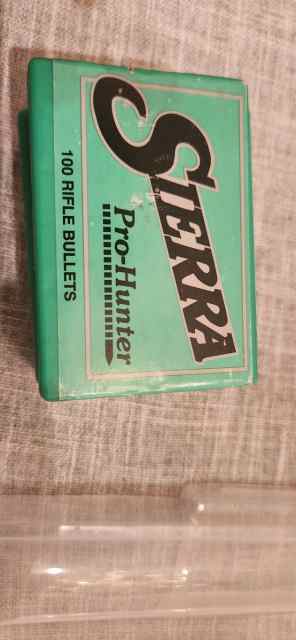 SIERRA
Pro-Hunter
100 RIFLE BULLETS